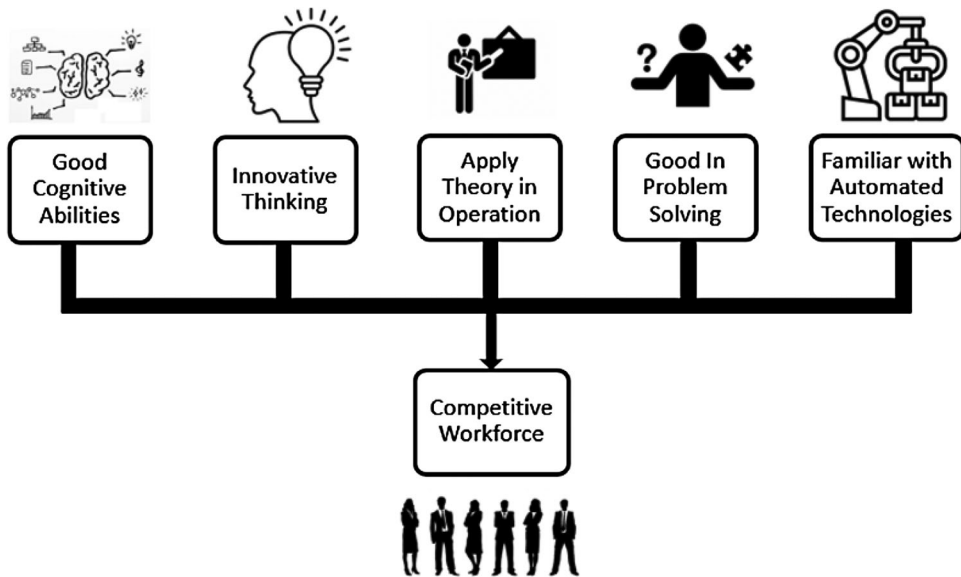 Good
Cognitive
Abilities
Innovative
Thinking
Apply
Theory in
Operation
Good In
Problem
Solving
Familiar with
Automated
Technologies
Competitive
Workforce
?